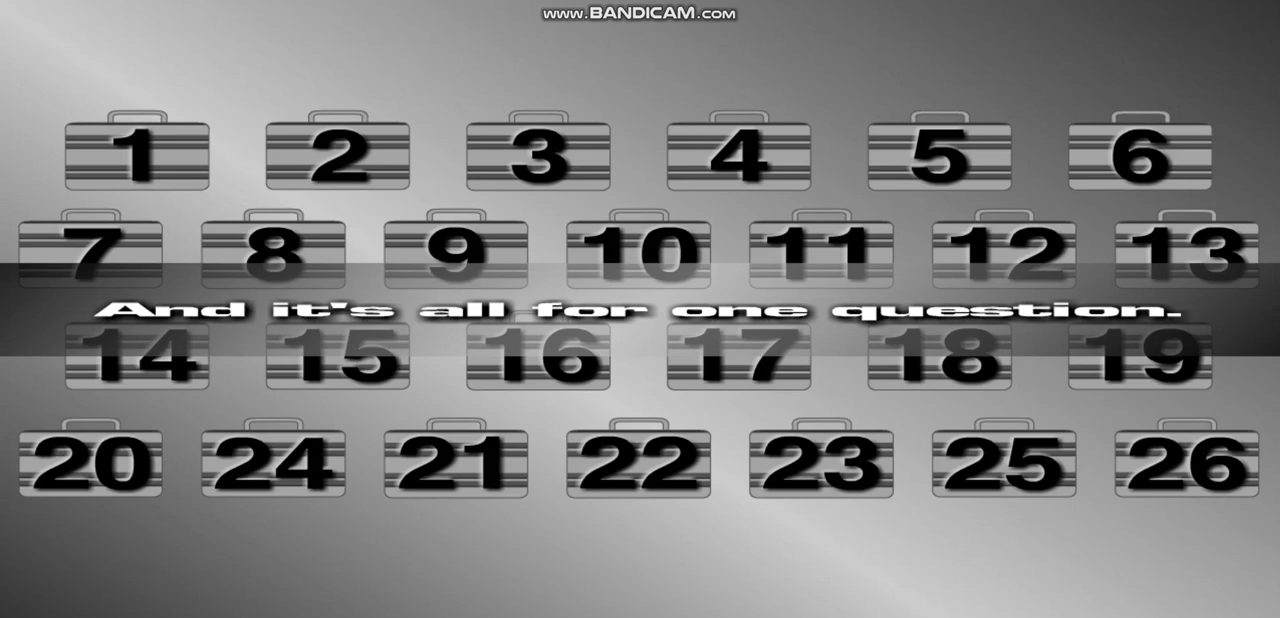 www.BANDICAM.com
1 2 3 4 5 6
7 8 9 10 11 12 13
And it's all for one question.
14 15 16 17 18 19
20 24 21 22 23 25 26